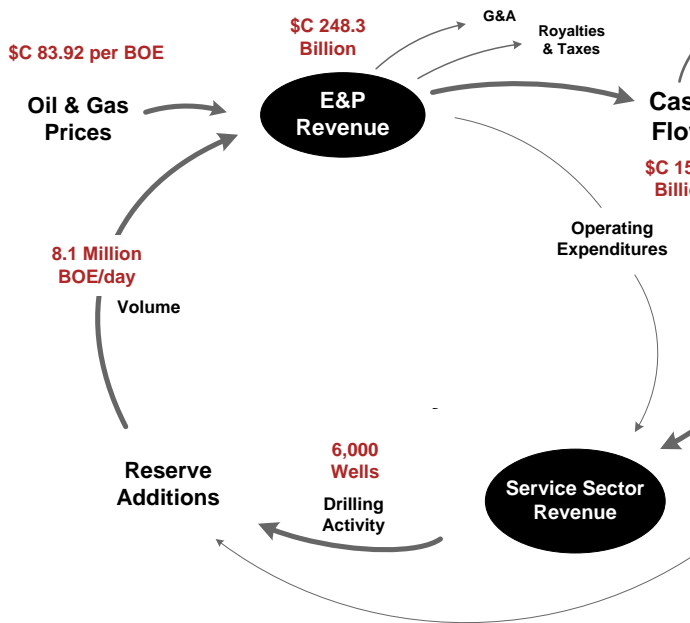 G&A
Royalties
& Taxes
$C 248.3
Billion
$C 83.92 per BOE
Oil & Gas
Prices
E&P
Revenue
$C 15
8.1 Million
BOE/day
Volume
Operating
Expenditures
Reserve
Additions
6,000
Wells
Drilling
Activity
Service Sector
Revenue